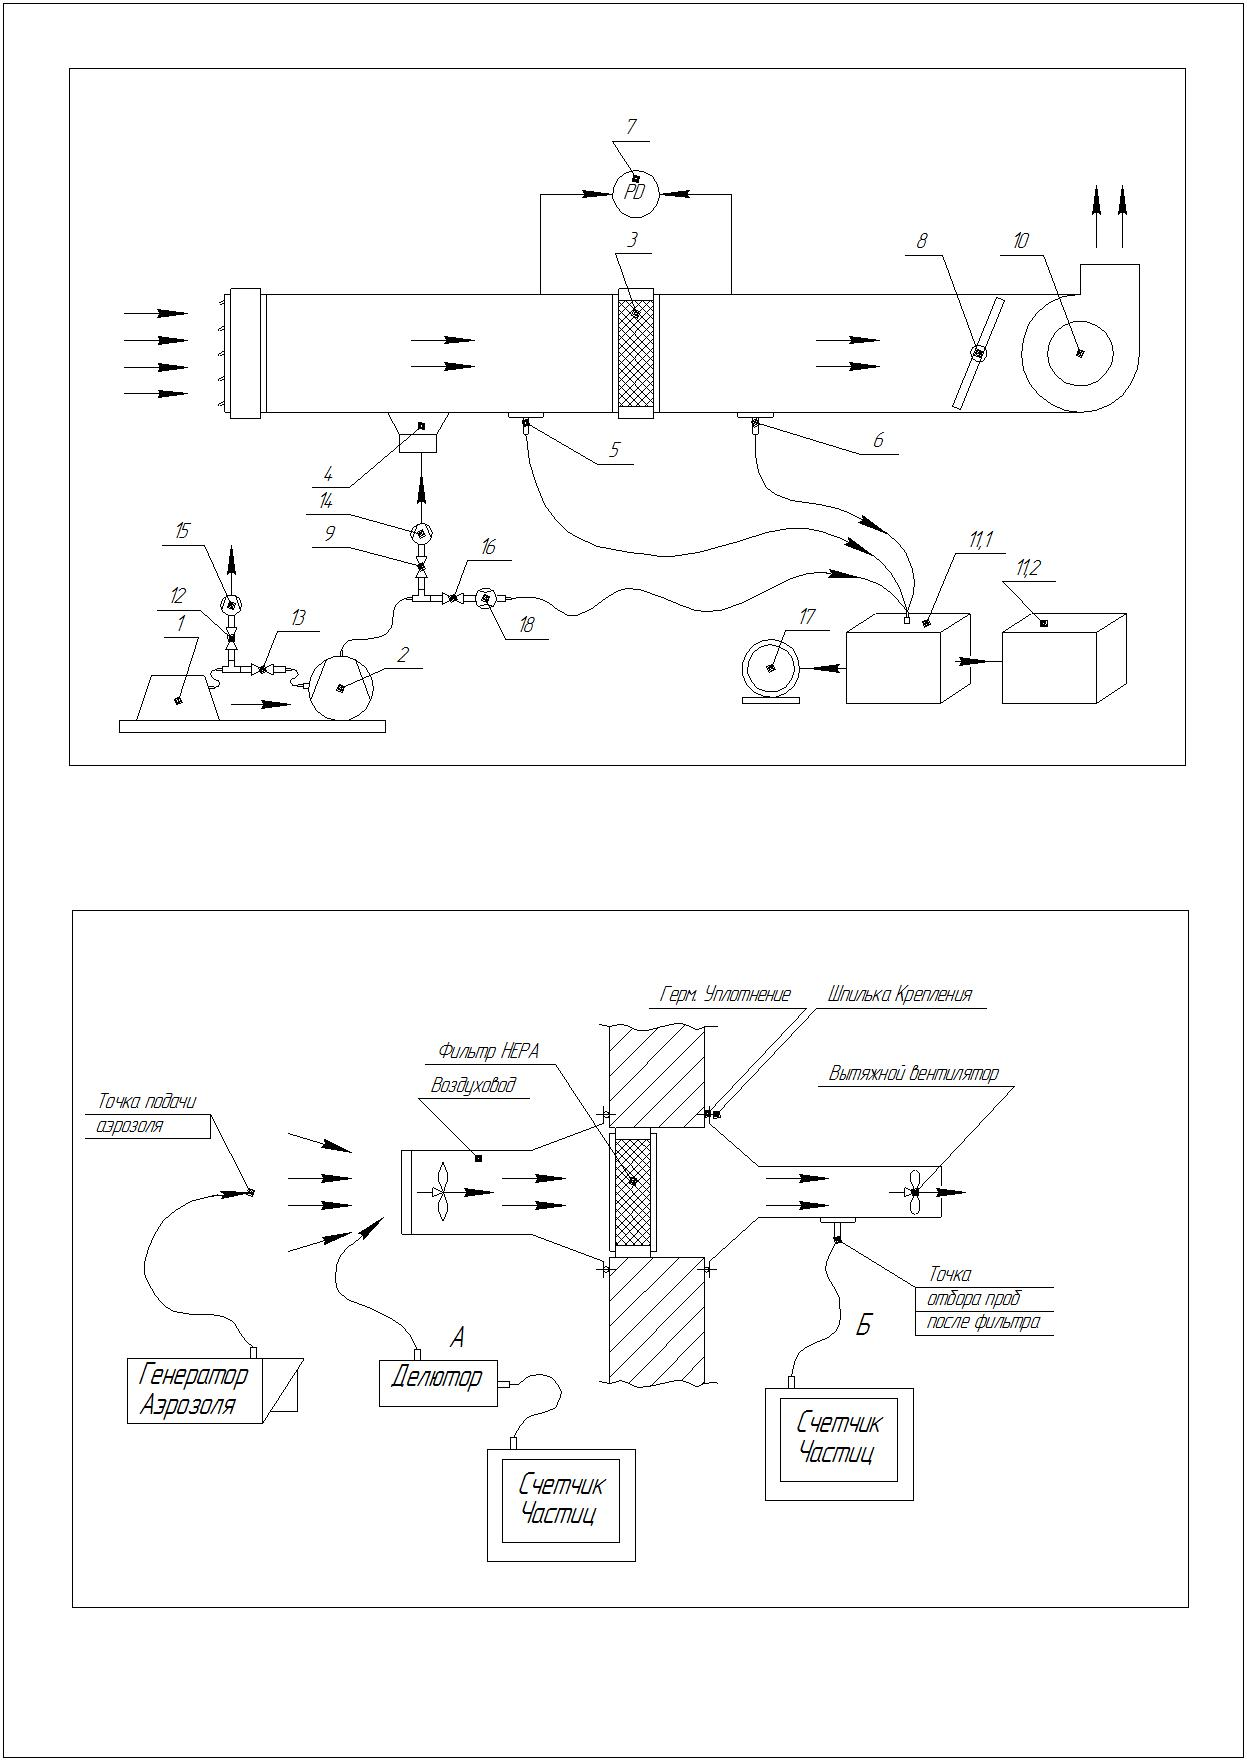 7
PD
3
8
10
5
6
4
14
15
9
16
11,1
11,2
12
13
1
18
17
2
Герм. Уплотнение
Шпилька Крепления
Фильтр HEPA
Воздуховод
Вытяжной вентилятор
Точка подачи
аэрозоля
Точка
отбора проб
после фильтра
А
Б
Генератор
Аэрозоля
Делютор
Счетчик
Частиц
Счетчик
Частиц